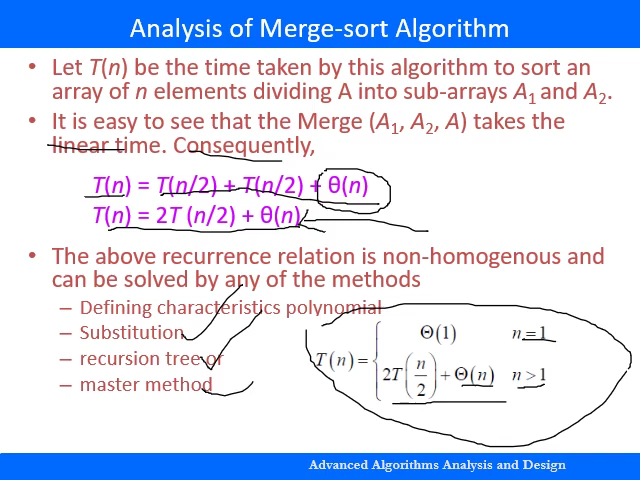 Analysis of Merge-sort Algorithm
• Let T(n) be the time taken by this algorithm to sort an
array of n elements dividing A into sub-arrays A₁ and A₂.
• It is easy to see that the Merge (A₁, A₂, A) takes the
linear time. Consequently,
T(n) = T(n/2) + T(n/2) + θ(n)
T(n) = 2T (n/2) + θ(n)
• The above recurrence relation is non-homogenous and
can be solved by any of the methods
– Defining characteristics polynomial
– Substitution
– recursion tree or
– master method
T(n) = { Θ(1) n = 1
2T(n/2) + Θ(n) n > 1
Advanced Algorithms Analysis and Design